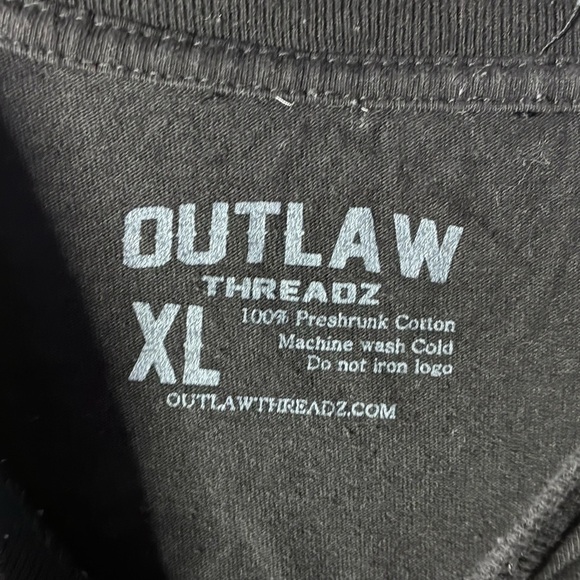 OUTLAW
THREADZ
XL
100% Preshrunk Cotton
Machine wash Cold
Do not iron logo
OUTLAWTHREADZ.COM